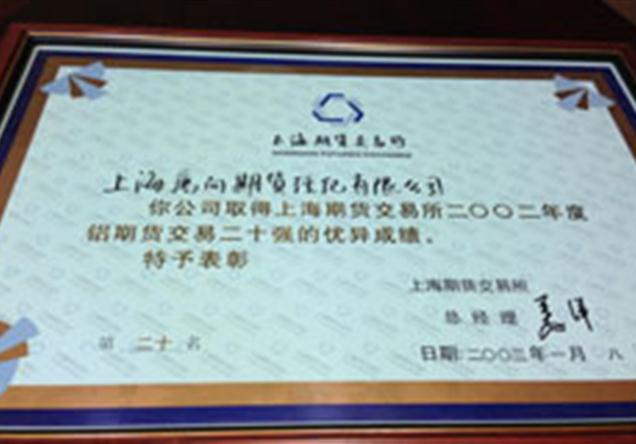 上海期货交易所
上海 期货经纪有限公司
你公司取得上海期货交易所二〇〇二年度
铝期货交易二十强的优异成绩。
特予表彰
上海期货交易所
总经理 姜洋
第 二十 名
日期:二〇〇三年一月 八